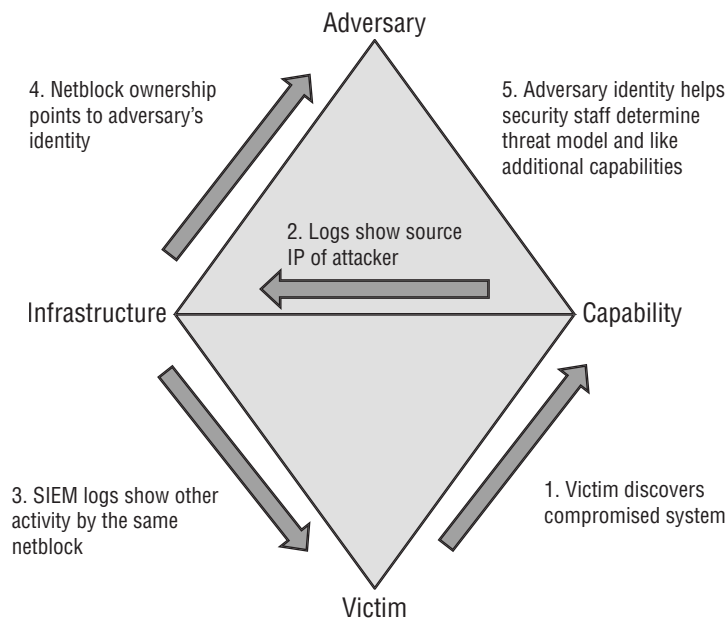 Adversary
4. Netblock ownership
points to adversary’s
identity
5. Adversary identity helps
security staff determine
threat model and like
additional capabilities
2. Logs show source
IP of attacker
Infrastructure
Capability
3. SIEM logs show other
activity by the same
netblock
1. Victim discovers
compromised system
Victim